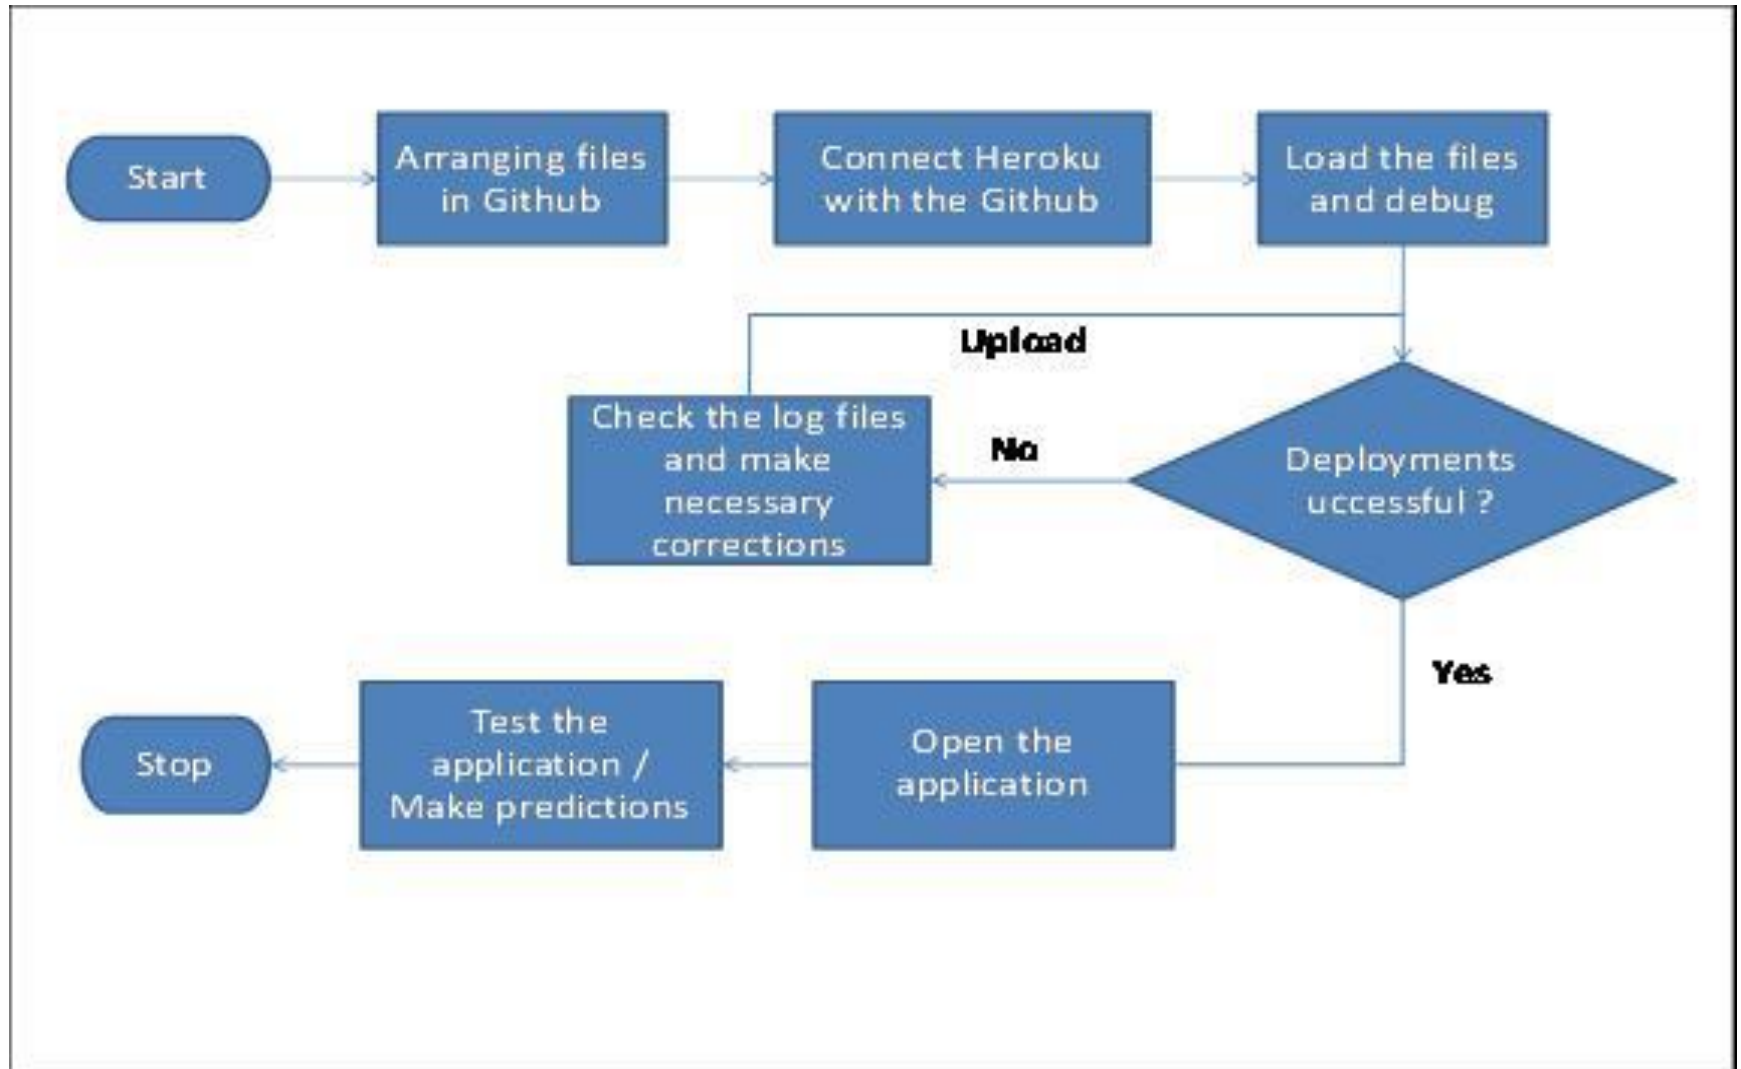 Start
Arranging files
in Github
Connect Heroku
with the Github
Load the files
and debug
Upload
Check the log files
and make
necessary
corrections
No
Deployments
uccessful ?
Yes
Stop
Test the
application /
Make predictions
Open the
application